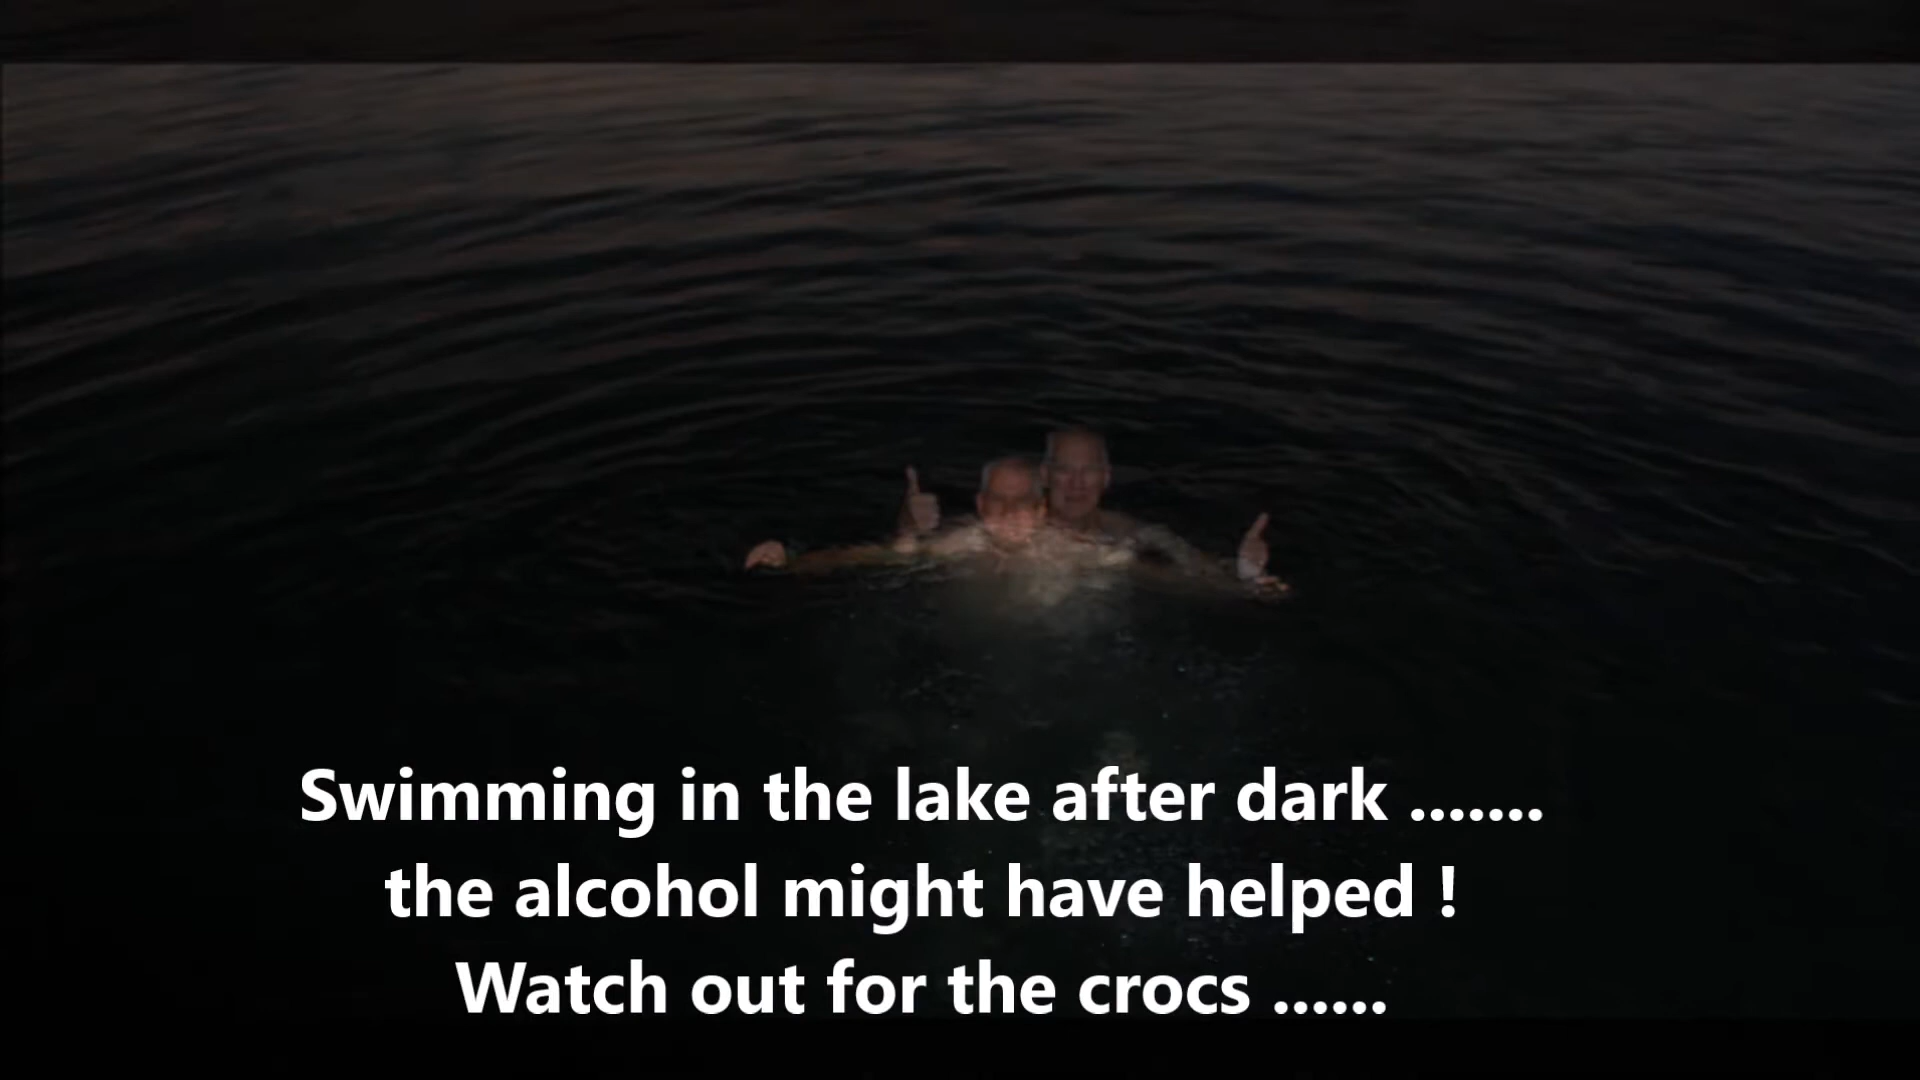 Swimming in the lake after dark .......
the alcohol might have helped !
Watch out for the crocs ......